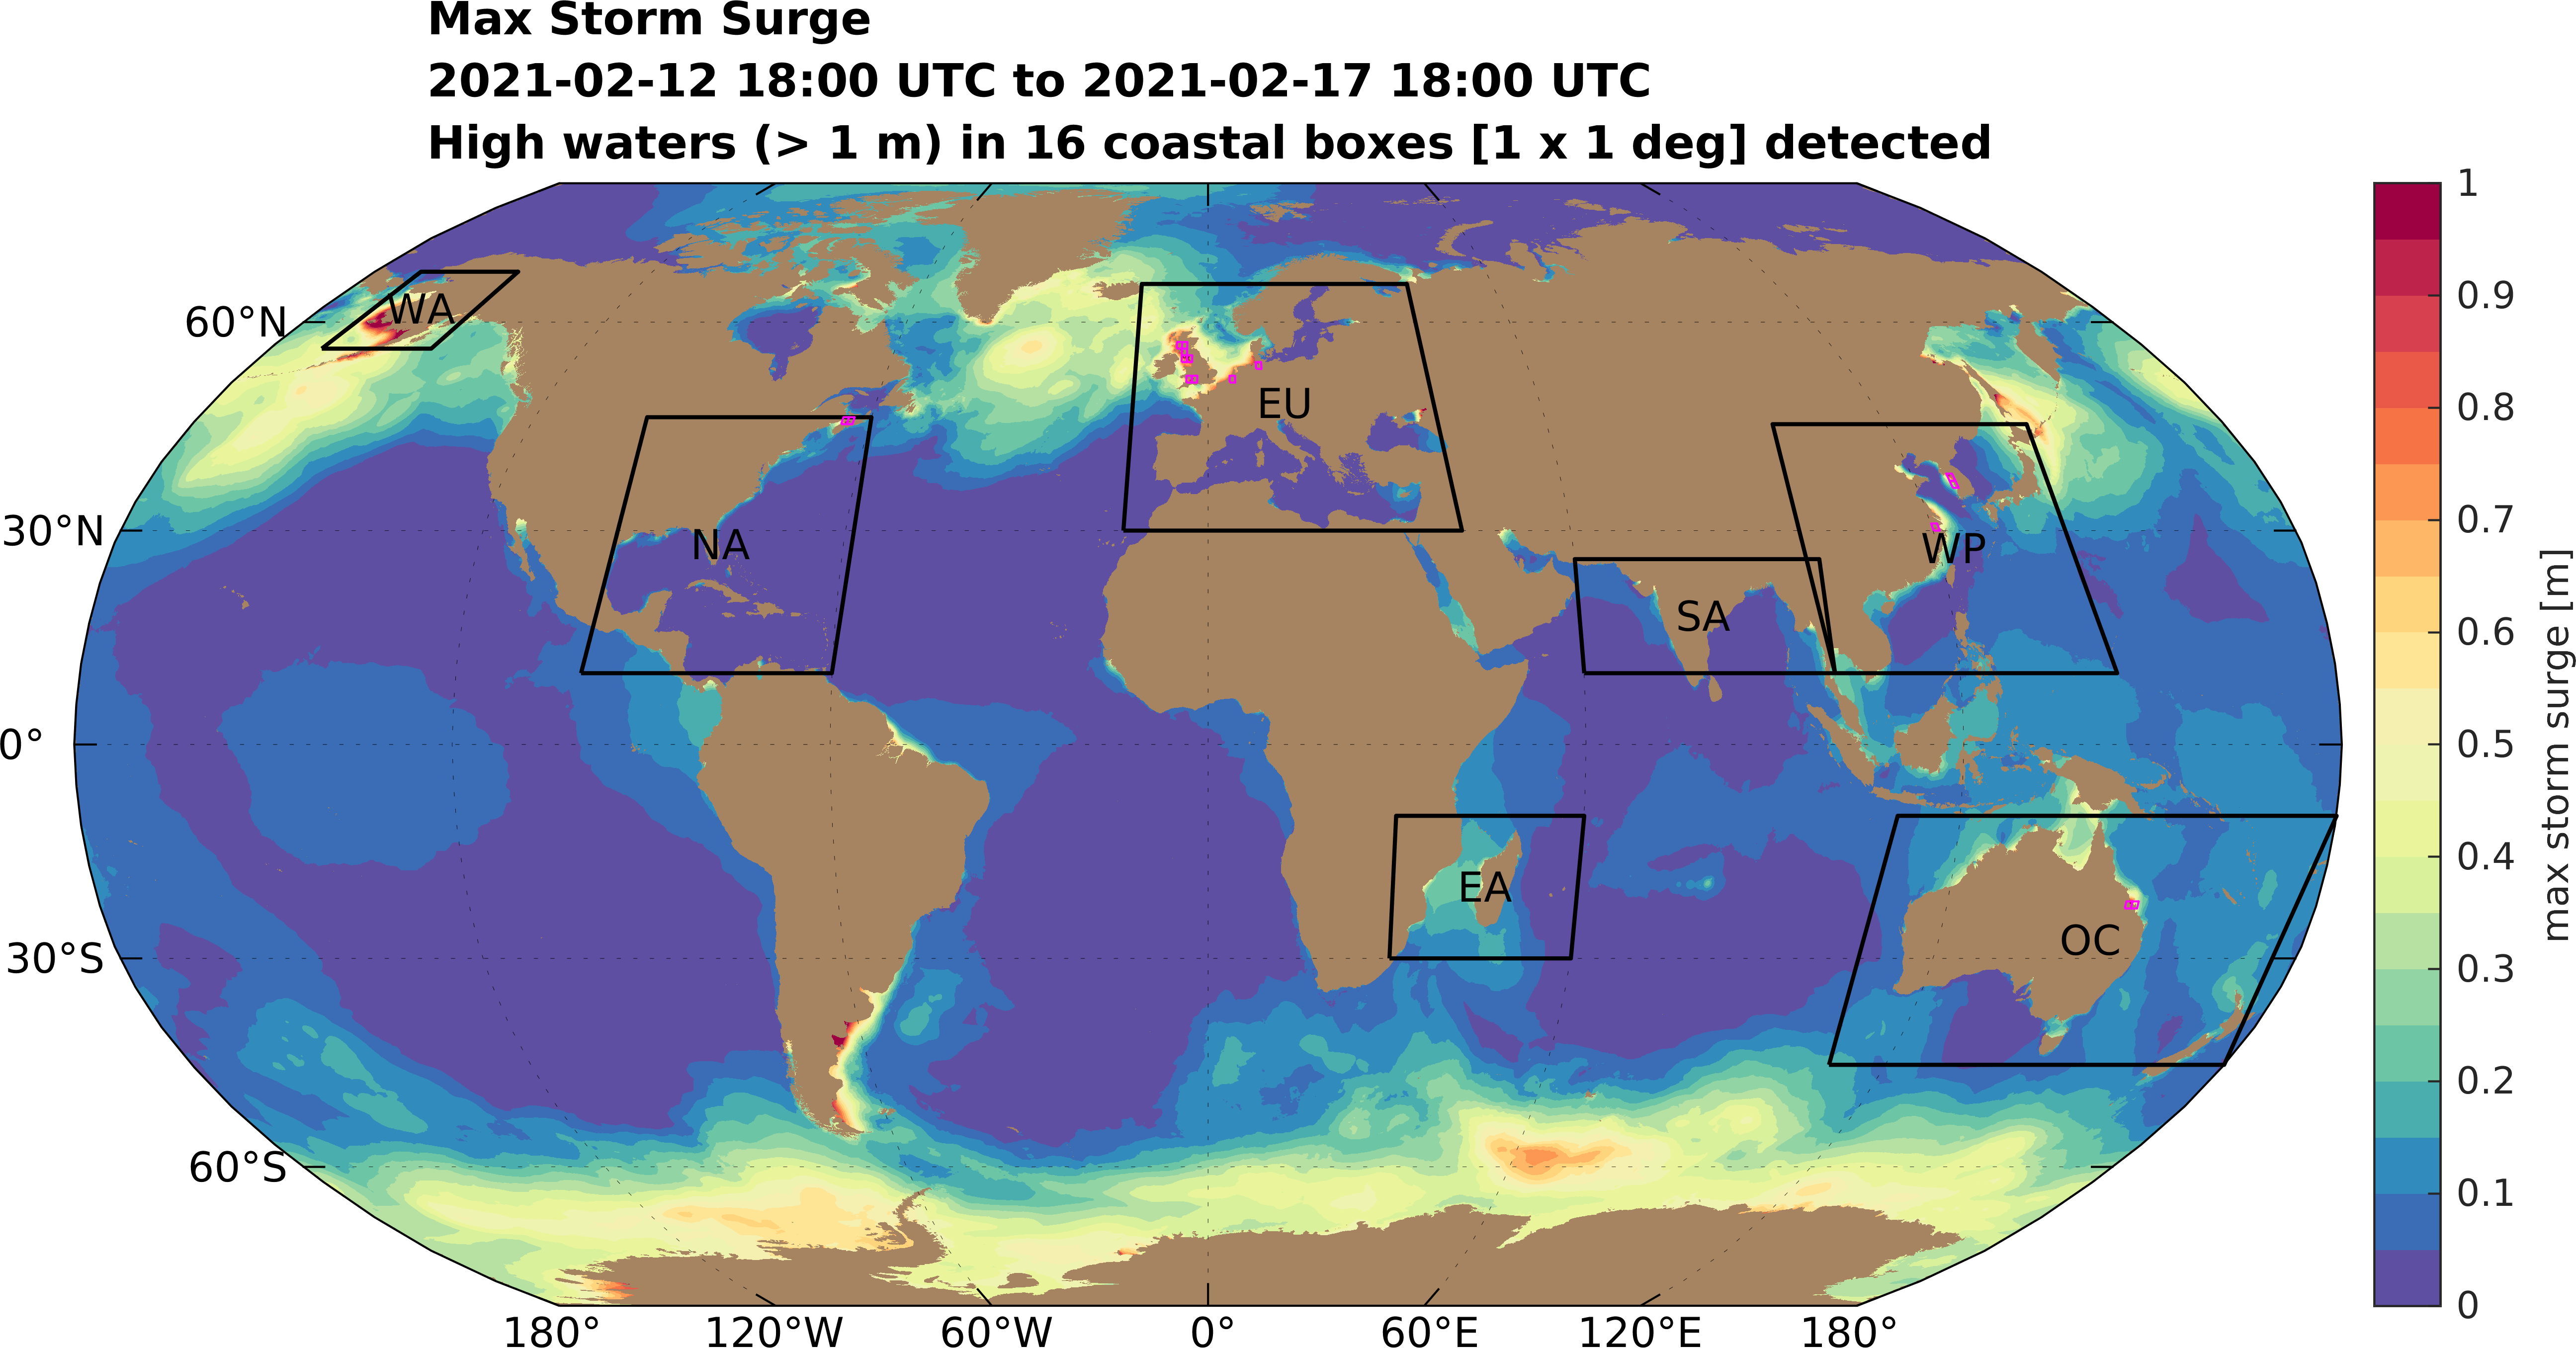 Max Storm Surge
2021-02-12 18:00 UTC to 2021-02-17 18:00 UTC
High waters (> 1 m) in 16 coastal boxes [1 x 1 deg] detected
60°N
30°N
0°
30°S
60°S
WA
NA
EU
SA
WP
EA
OC
180°
120°W
60°W
0°
60°E
120°E
180°
1
0.9
0.8
0.7
0.6
0.5
0.4
0.3
0.2
0.1
0
max storm surge [m]